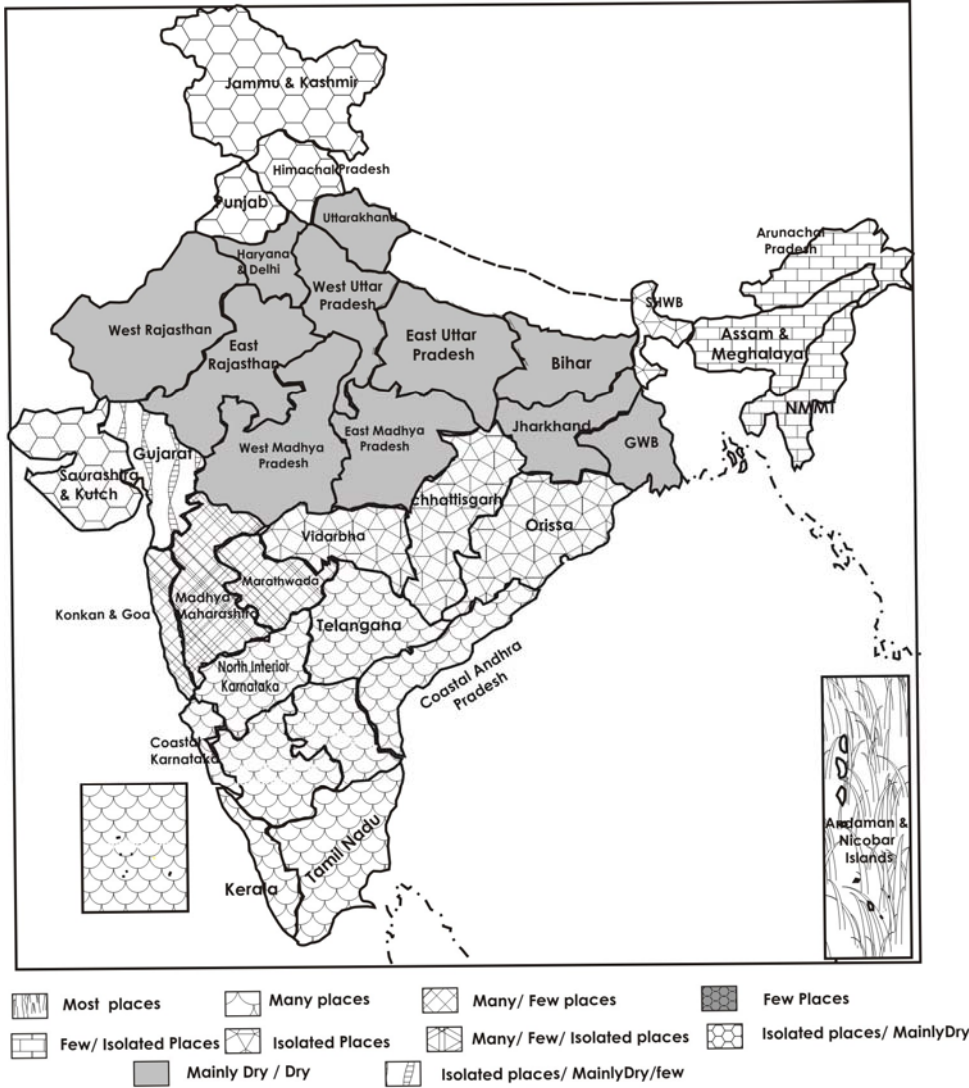 Jammu & Kashmir
Himachak Pradesh
Punjab
Uttarakhand
Arunachal
Pradesh
Haryana
& Delhi
West Uttar
Pradesh
SHWB
West Rajasthan
East
Rajasthan
East Uttar
Pradesh
Assam &
Meghalaya
Bihar
NMMT
Jharkhand
East Madhya
Pradesh
GWB
West Madhya
Pradesh
Gujarat
Saurashtra
& Kutch
chhattisgarh
Orissa
Vidarbha
Marathwada
Madhya
Maharashtra
Konkan & Goa
Telangana
North Interior
Karnataka
Coastal Andhra
Pradesh
Coastal
Karnataka
Andaman &
Nicobar
Islands
Tamil Nadu
Kerala
Most places
Many places
Many/ Few places
Few Places
Few/ Isolated Places
Isolated Places
Many/ Few/ Isolated places
Isolated places/ MainlyDry
Mainly Dry / Dry
Isolated places/ MainlyDry/few